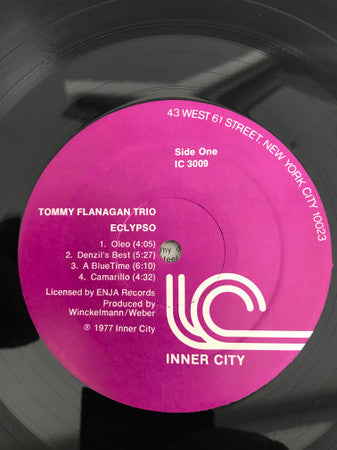 43 WEST 61 STREET, NEW YORK CITY 10023
Side One
IC 3009
TOMMY FLANAGAN TRIO
ECLYPSO
1. Oleo (4:05)
2. Denzil's Best (5:27)
3. A BlueTime (6:10)
4. Camarillo (4:32)
Licensed by ENJA Records
Produced by
Winckelmann/Weber
℗ 1977 Inner City
INNER CITY